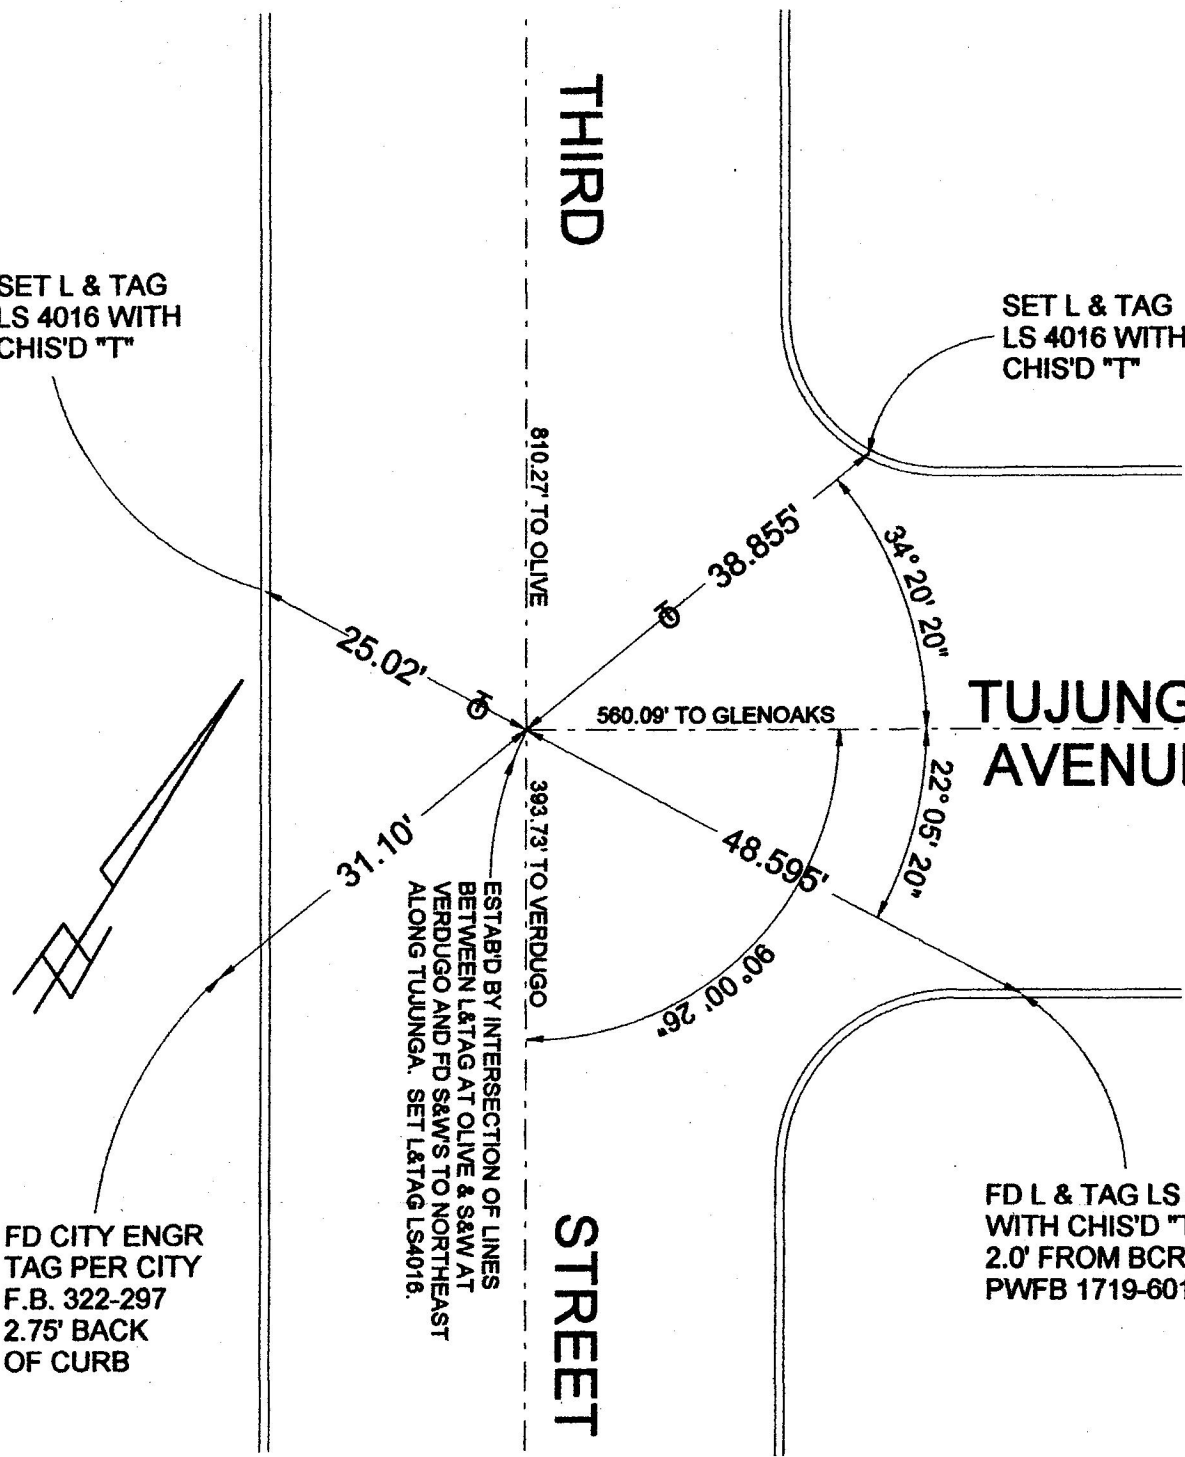 THIRD
SET L & TAG
LS 4016 WITH
CHIS'D "T"
SET L & TAG
LS 4016 WITH
CHIS'D "T"
810.27' TO OLIVE
38.855'
34° 20' 20"
25.02'
560.09' TO GLENOAKS
TUJUNG
AVENU
22° 05' 20"
393.73' TO VERDUGO
48.595'
31.10'
90° 00' 26"
ESTAB'D BY INTERSECTION OF LINES
BETWEEN L&TAG AT OLIVE & S&W AT
VERDUGO AND FD S&W'S TO NORTHEAST
ALONG TUJUNGA. SET L&TAG LS4016.
STREET
FD CITY ENGR
TAG PER CITY
F.B. 322-297
2.75' BACK
OF CURB
FD L & TAG LS
WITH CHIS'D "T
2.0' FROM BCR
PWFB 1719-601